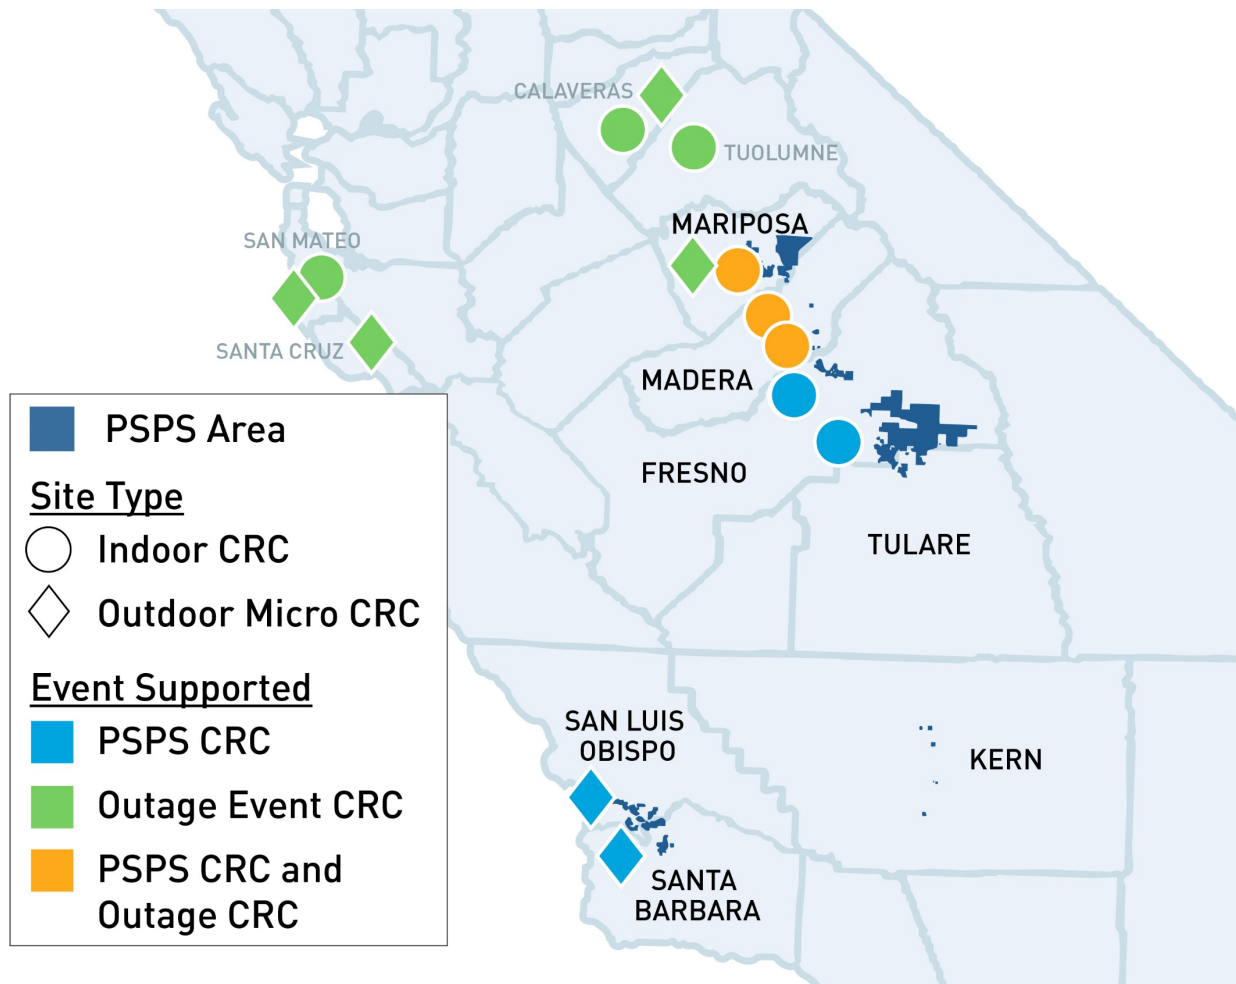 CALAVERAS
TUOLUMNE
MARIPOSA
SAN MATEO
SANTA CRUZ
MADERA
FRESNO
TULARE
SAN LUIS
OBISPO
KERN
SANTA
BARBARA
PSPS Area
Site Type
Indoor CRC
Outdoor Micro CRC
Event Supported
PSPS CRC
Outage Event CRC
PSPS CRC and
Outage CRC